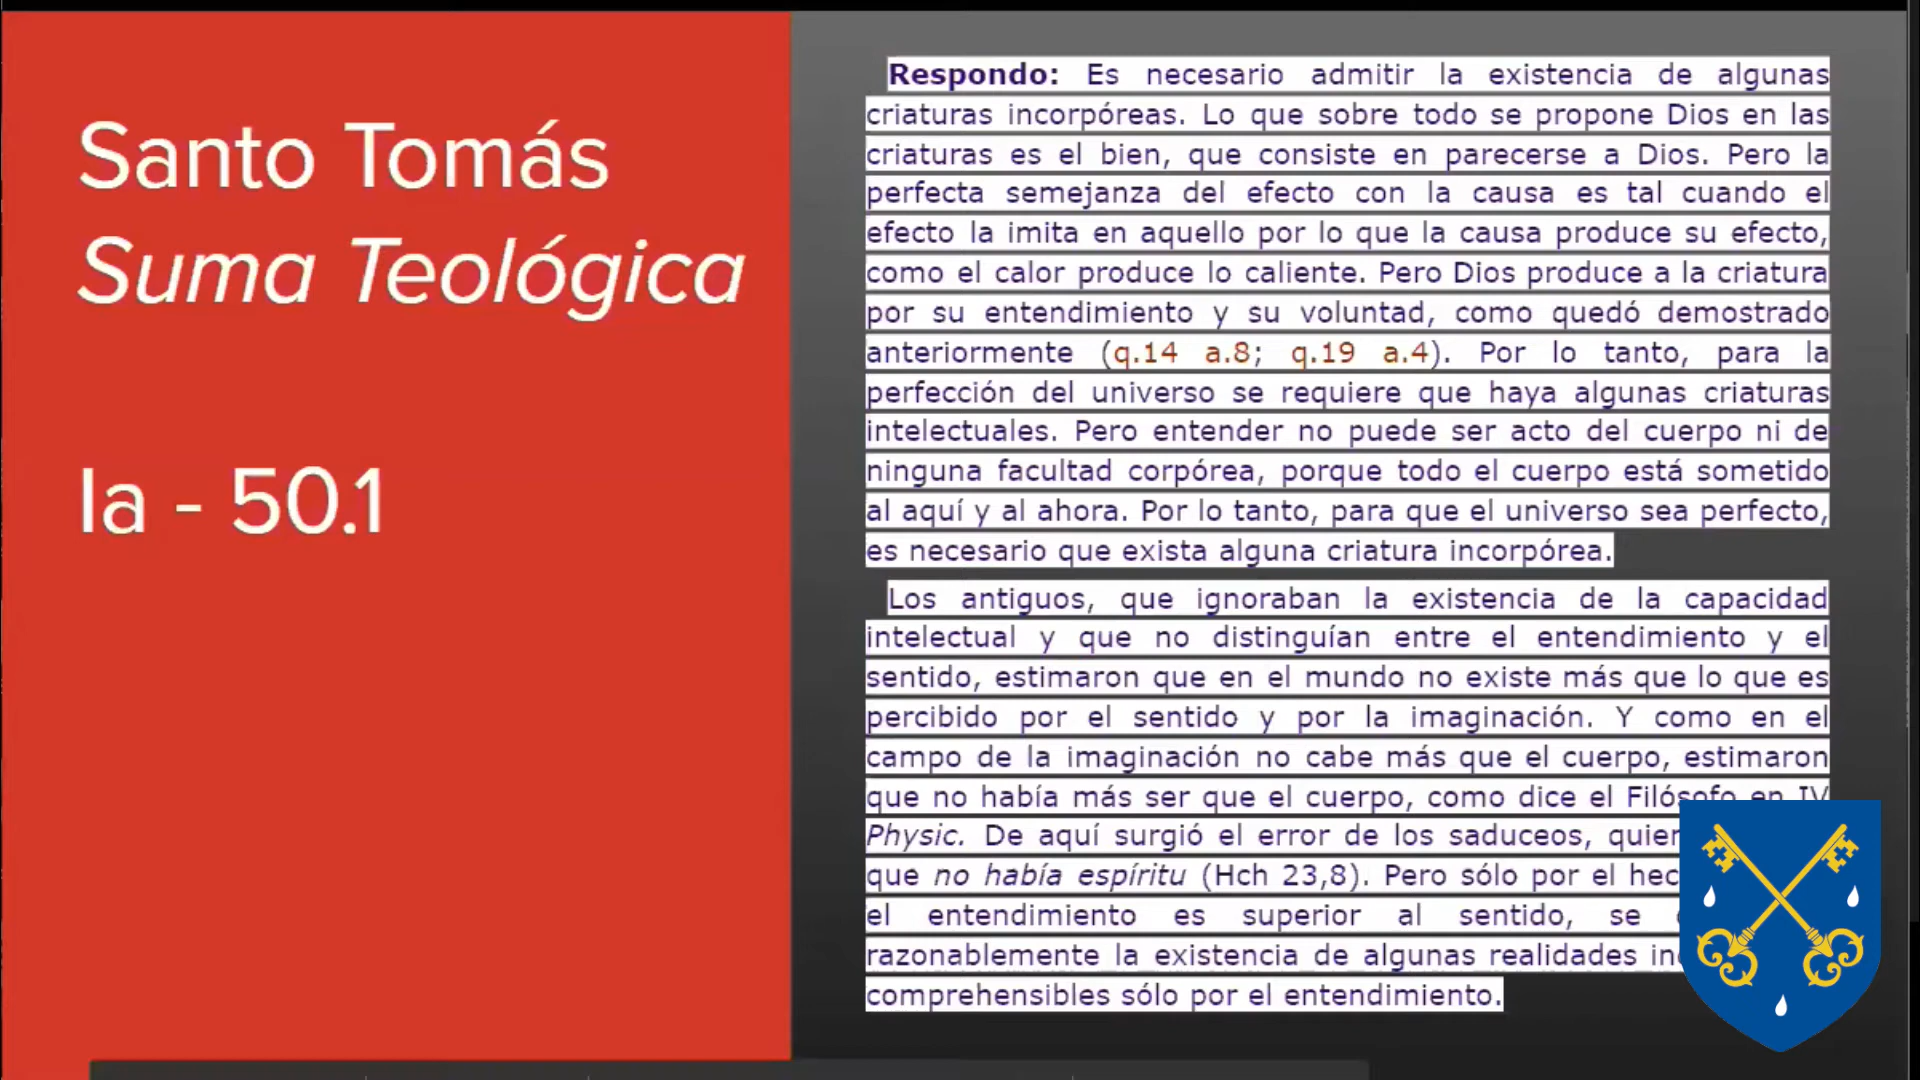 Santo Tomás
Suma Teológica
Ia - 50.1
Respondo: Es necesario admitir la existencia de algunas
criaturas incorpóreas. Lo que sobre todo se propone Dios en las
criaturas es el bien, que consiste en parecerse a Dios. Pero la
perfecta semejanza del efecto con la causa es tal cuando el
efecto la imita en aquello por lo que la causa produce su efecto,
como el calor produce lo caliente. Pero Dios produce a la criatura
por su entendimiento y su voluntad, como quedó demostrado
anteriormente (q.14 a.8; q.19 a.4). Por lo tanto, para la
perfección del universo se requiere que haya algunas criaturas
intelectuales. Pero entender no puede ser acto del cuerpo ni de
ninguna facultad corpórea, porque todo el cuerpo está sometido
al aquí y al ahora. Por lo tanto, para que el universo sea perfecto,
es necesario que exista alguna criatura incorpórea.
Los antiguos, que ignoraban la existencia de la capacidad
intelectual y que no distinguían entre el entendimiento y el
sentido, estimaron que en el mundo no existe más que lo que es
percibido por el sentido y por la imaginación. Y como en el
campo de la imaginación no cabe más que el cuerpo, estimaron
que no había más ser que el cuerpo, como dice el Filósofo en IV
Physic. De aquí surgió el error de los saduceos,
que no había espíritu (Hch 23,8). Pero sólo por el
el entendimiento es superior al sentido, se
razonablemente la existencia de algunas realidades
comprehensibles sólo por el entendimiento.